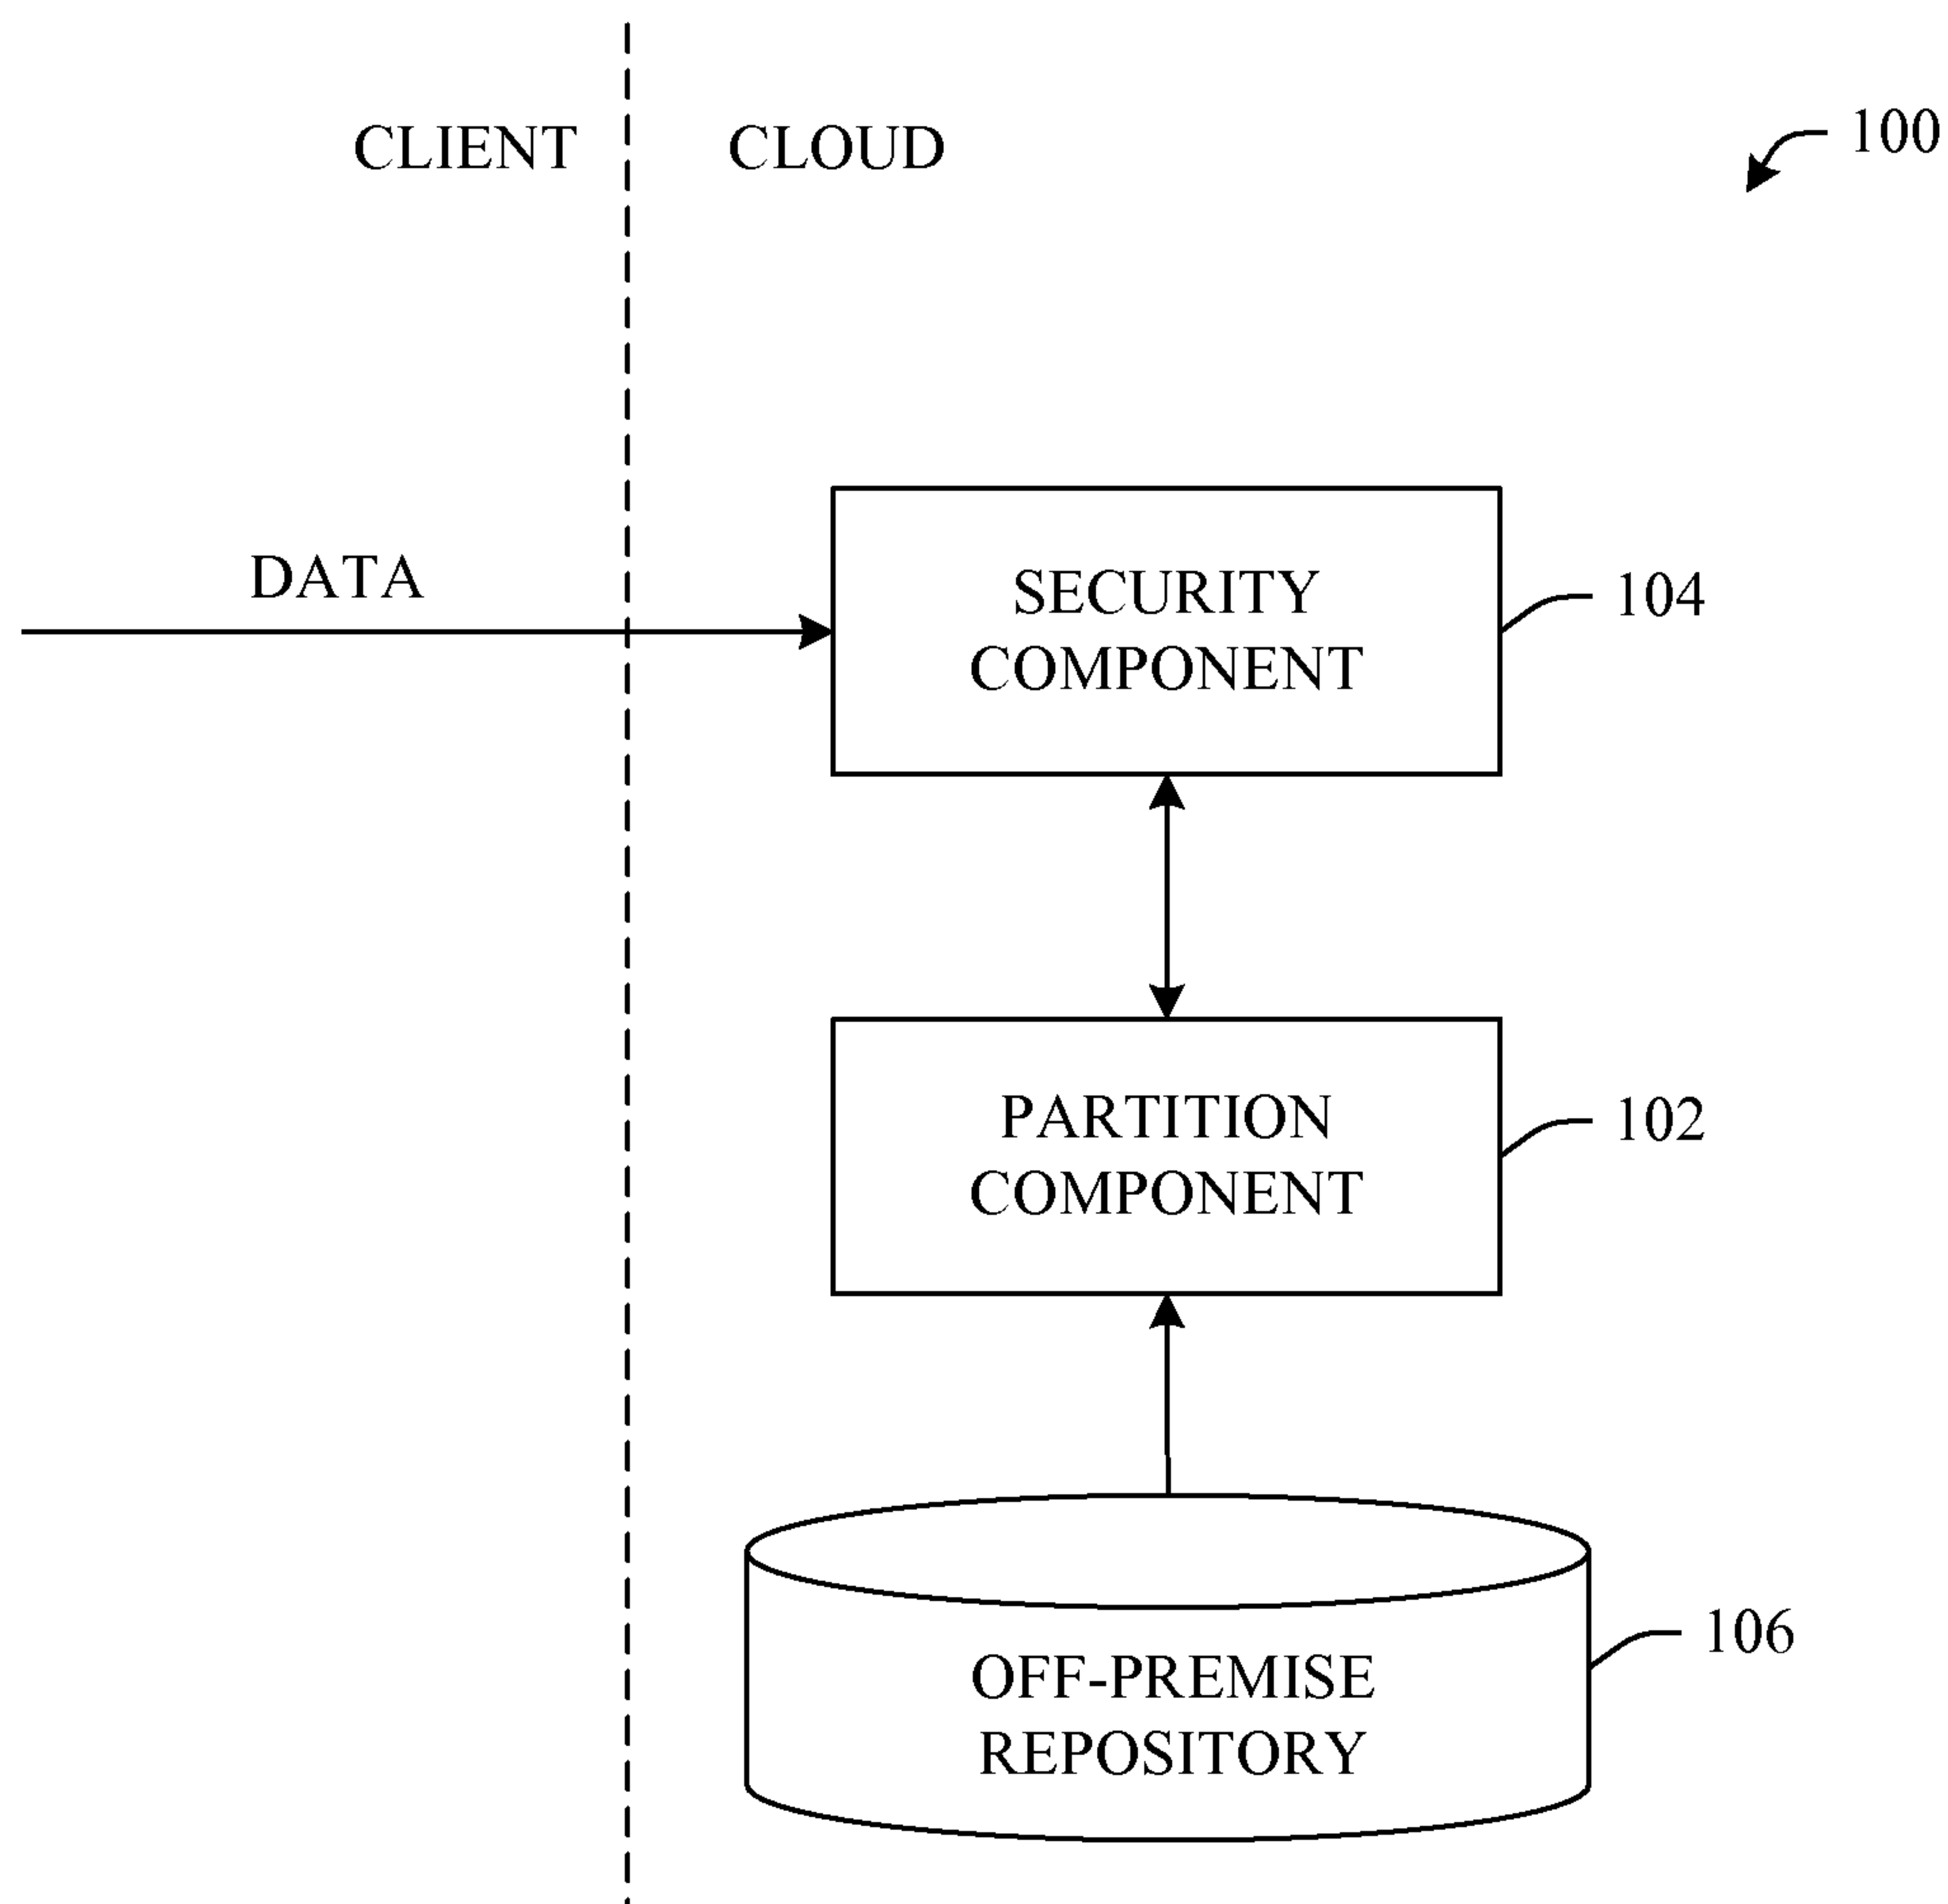 CLIENT
CLOUD
100
DATA
SECURITY
COMPONENT
104
PARTITION
COMPONENT
102
OFF-PREMISE
REPOSITORY
106